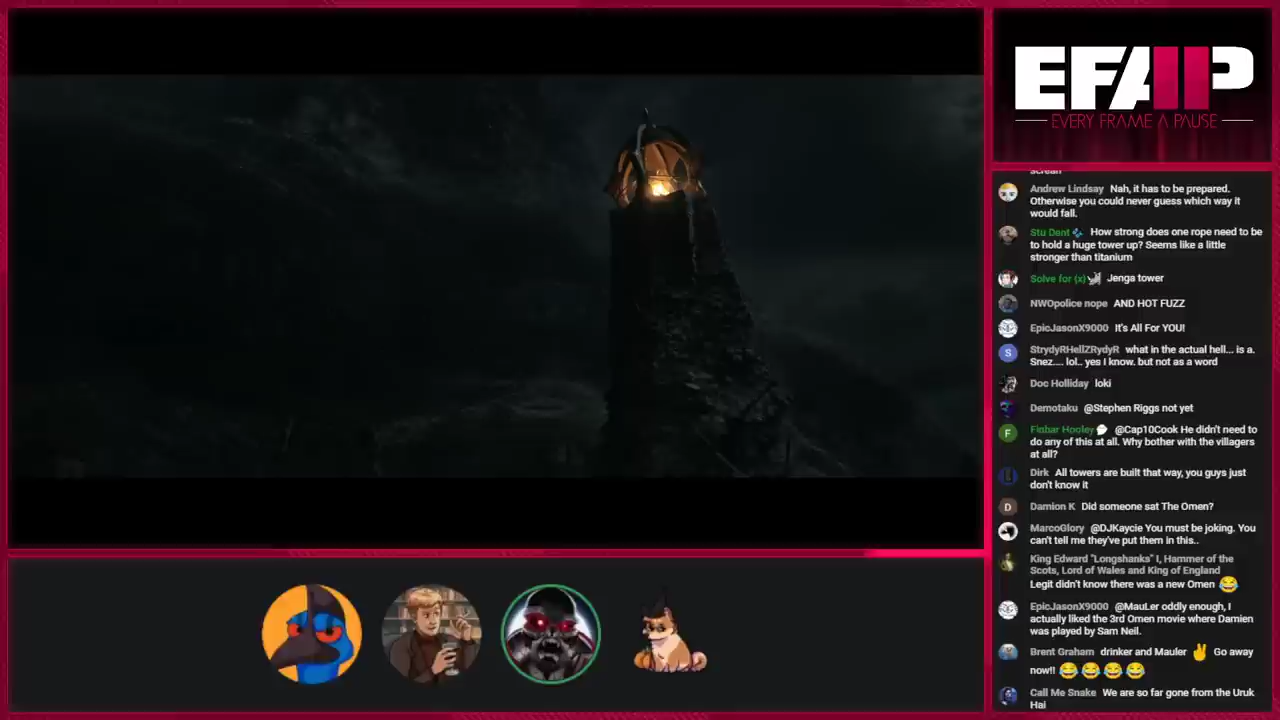 EFAP
EVERY FRAME A PAUSE
Andrew Lindsay Nah, it has to be prepared.
Otherwise you could never guess which way it
would fall.
Stu Dent How strong does one rope need to be
to hold a huge tower up? Seems like a little
stronger than titanium
Solve for (x) Jenga tower
NWOpolice nope AND HOT FUZZ
EpicJasonX9000 It's All For YOU!
StrydyRHellZRydyR what in the actual hell... is a.
Snez.... lol.. yes I know. but not as a word
Doc Holliday loki
Demotaku @Stephen Riggs not yet
Finbar Hooley @Cap10Cook He didn't need to
do any of this at all. Why bother with the villagers
at all?
Dirk All towers are built that way, you guys just
don't know it
Damion K Did someone sat The Omen?
MarcoGlory @DJKaycie You must be joking. You
can't tell me they've put them in this..
King Edward "Longshanks" I, Hammer of the
Scots, Lord of Wales and King of England
Legit didn't know there was a new Omen 😂
EpicJasonX9000 @MauLer oddly enough, I
actually liked the 3rd Omen movie where Damien
was played by Sam Neil.
Brent Graham drinker and Mauler ✌ Go away
now!! 😂😂😂😂
Call Me Snake We are so far gone from the Uruk
Hai